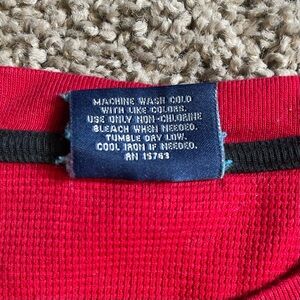 MACHINE WASH COLD
WITH LIKE COLORS.
USE ONLY NON-CHLORINE
BLEACH WHEN NEEDED.
TUMBLE DRY LOW.
COOL IRON IF NEEDED.
RN 15763